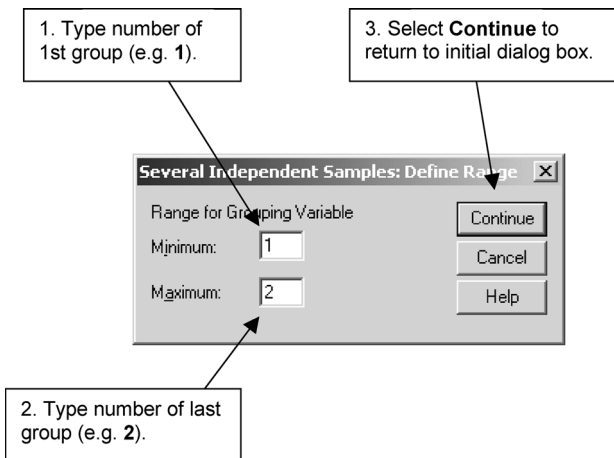 1. Type number of
1st group (e.g. 1).
3. Select Continue to
return to initial dialog box.
Several Independent Samples: Define Range
Range for Grouping Variable
Minimum: 1
Maximum: 2
Continue
Cancel
Help
2. Type number of last
group (e.g. 2).